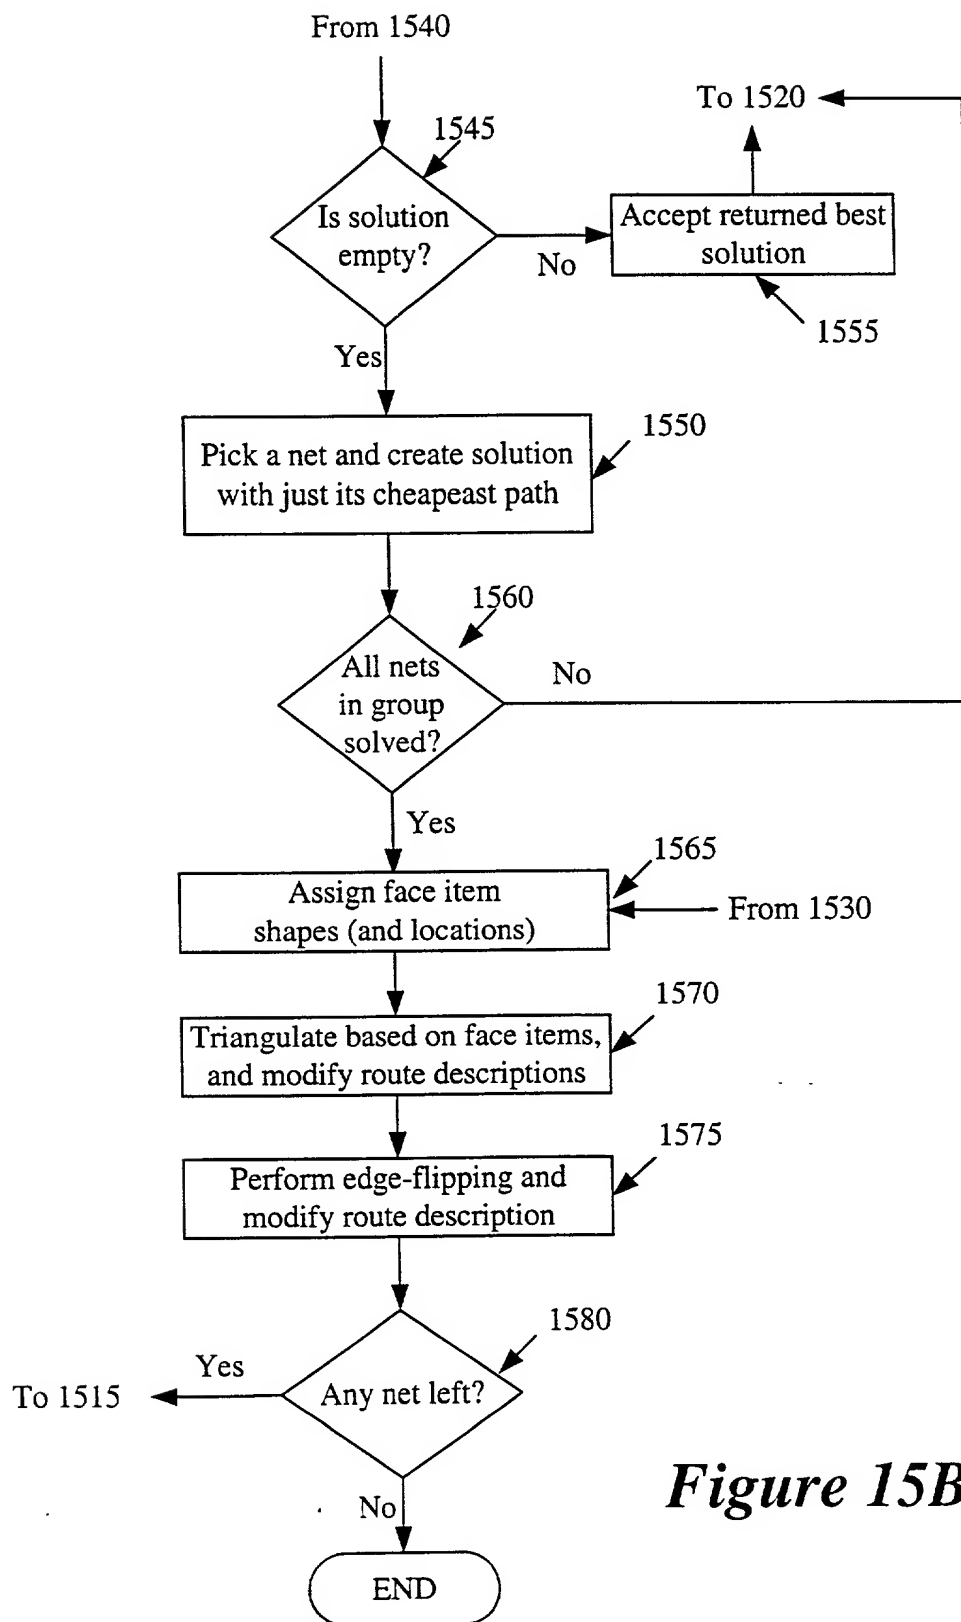 From 1540
To 1520
1545
Is solution
empty?
No
Accept returned best
solution
1555
Yes
1550
Pick a net and create solution
with just its cheapeast path
1560
All nets
in group
solved?
No
Yes
1565
Assign face item
shapes (and locations)
From 1530
1570
Triangulate based on face items,
and modify route descriptions
1575
Perform edge-flipping and
modify route description
1580
Yes
Any net left?
To 1515
No
Figure 15B
END